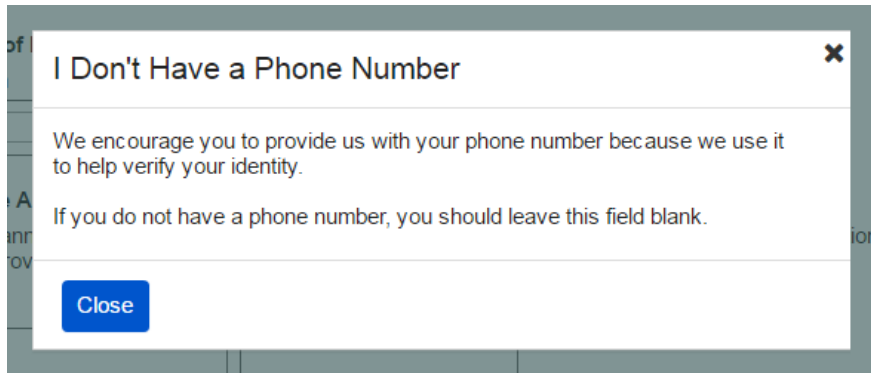 of
I Don't Have a Phone Number
We encourage you to provide us with your phone number because we use it
to help verify your identity.
If you do not have a phone number, you should leave this field blank.
Close